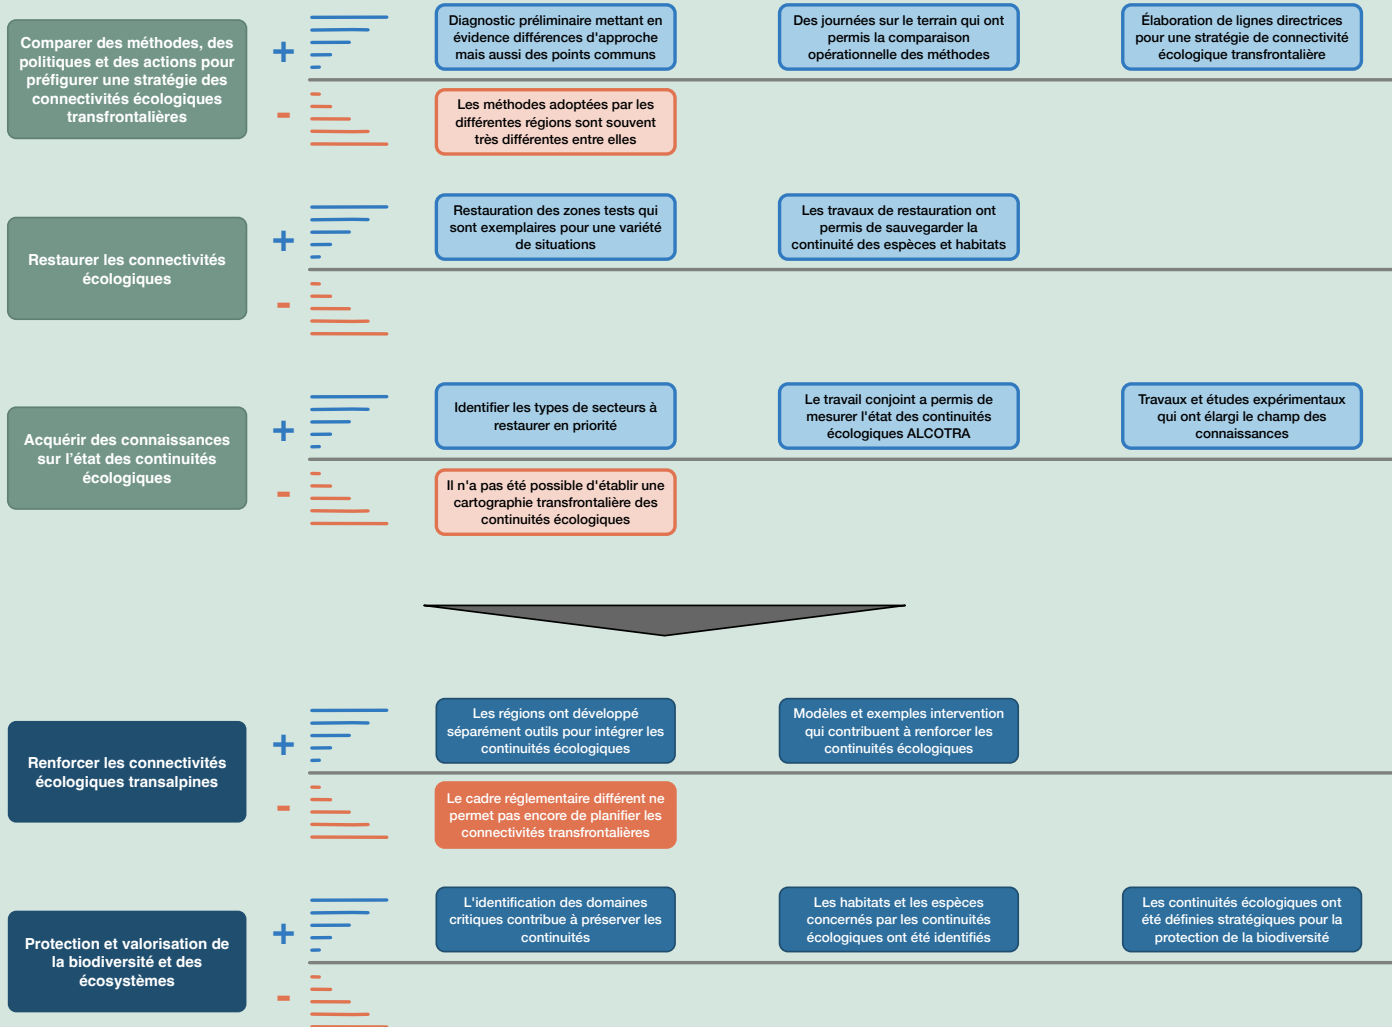 Comparer des méthodes, des
politiques et des actions pour
préfigurer une stratégie des
connectivités écologiques
transfrontalières
+
Diagnostic préliminaire mettant en
évidence différences d'approche
mais aussi des points communs
Des journées sur le terrain qui ont
permis la comparaison
opérationnelle des méthodes
Élaboration de lignes directrices
pour une stratégie de connectivité
écologique transfrontalière
-
Les méthodes adoptées par les
différentes régions sont souvent
très différentes entre elles
Restaurer les connectivités
écologiques
+
Restauration des zones tests qui
sont exemplaires pour une variété
de situations
Les travaux de restauration ont
permis de sauvegarder la
continuité des espèces et habitats
-
Acquérir des connaissances
sur l'état des continuités
écologiques
+
Identifier les types de secteurs à
restaurer en priorité
Le travail conjoint a permis de
mesurer l'état des continuités
écologiques ALCOTRA
Travaux et études expérimentaux
qui ont élargi le champ des
connaissances
-
Il n'a pas été possible d'établir une
cartographie transfrontalière des
continuités écologiques
Renforcer les connectivités
écologiques transalpines
+
Les régions ont développé
séparément outils pour intégrer les
continuités écologiques
Modèles et exemples intervention
qui contribuent à renforcer les
continuités écologiques
-
Le cadre réglementaire différent ne
permet pas encore de planifier les
connectivités transfrontalières
Protection et valorisation de
la biodiversité et des
écosystèmes
+
L'identification des domaines
critiques contribue à préserver les
continuités
Les habitats et les espèces
concernés par les continuités
écologiques ont été identifiés
Les continuités écologiques ont
été définies stratégiques pour la
protection de la biodiversité
-